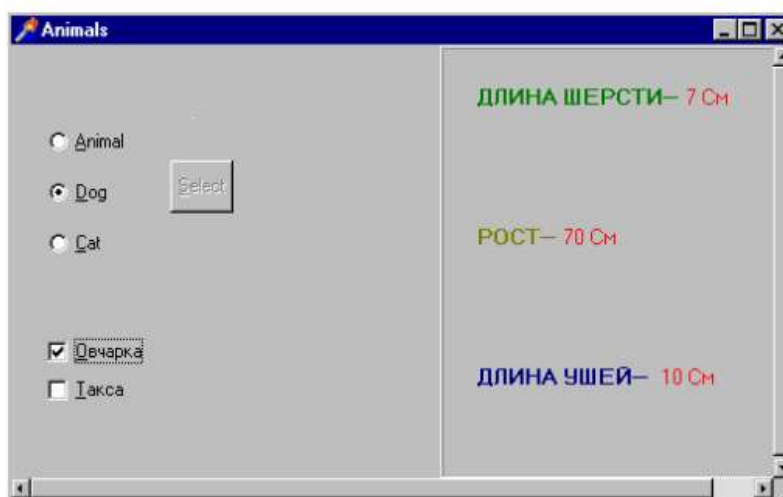 Animals
Animal
Dog
Select
Cat
Овчарка
Такса
ДЛИНА ШЕРСТИ– 7 См
РОСТ– 70 См
ДЛИНА УШЕЙ– 10 См